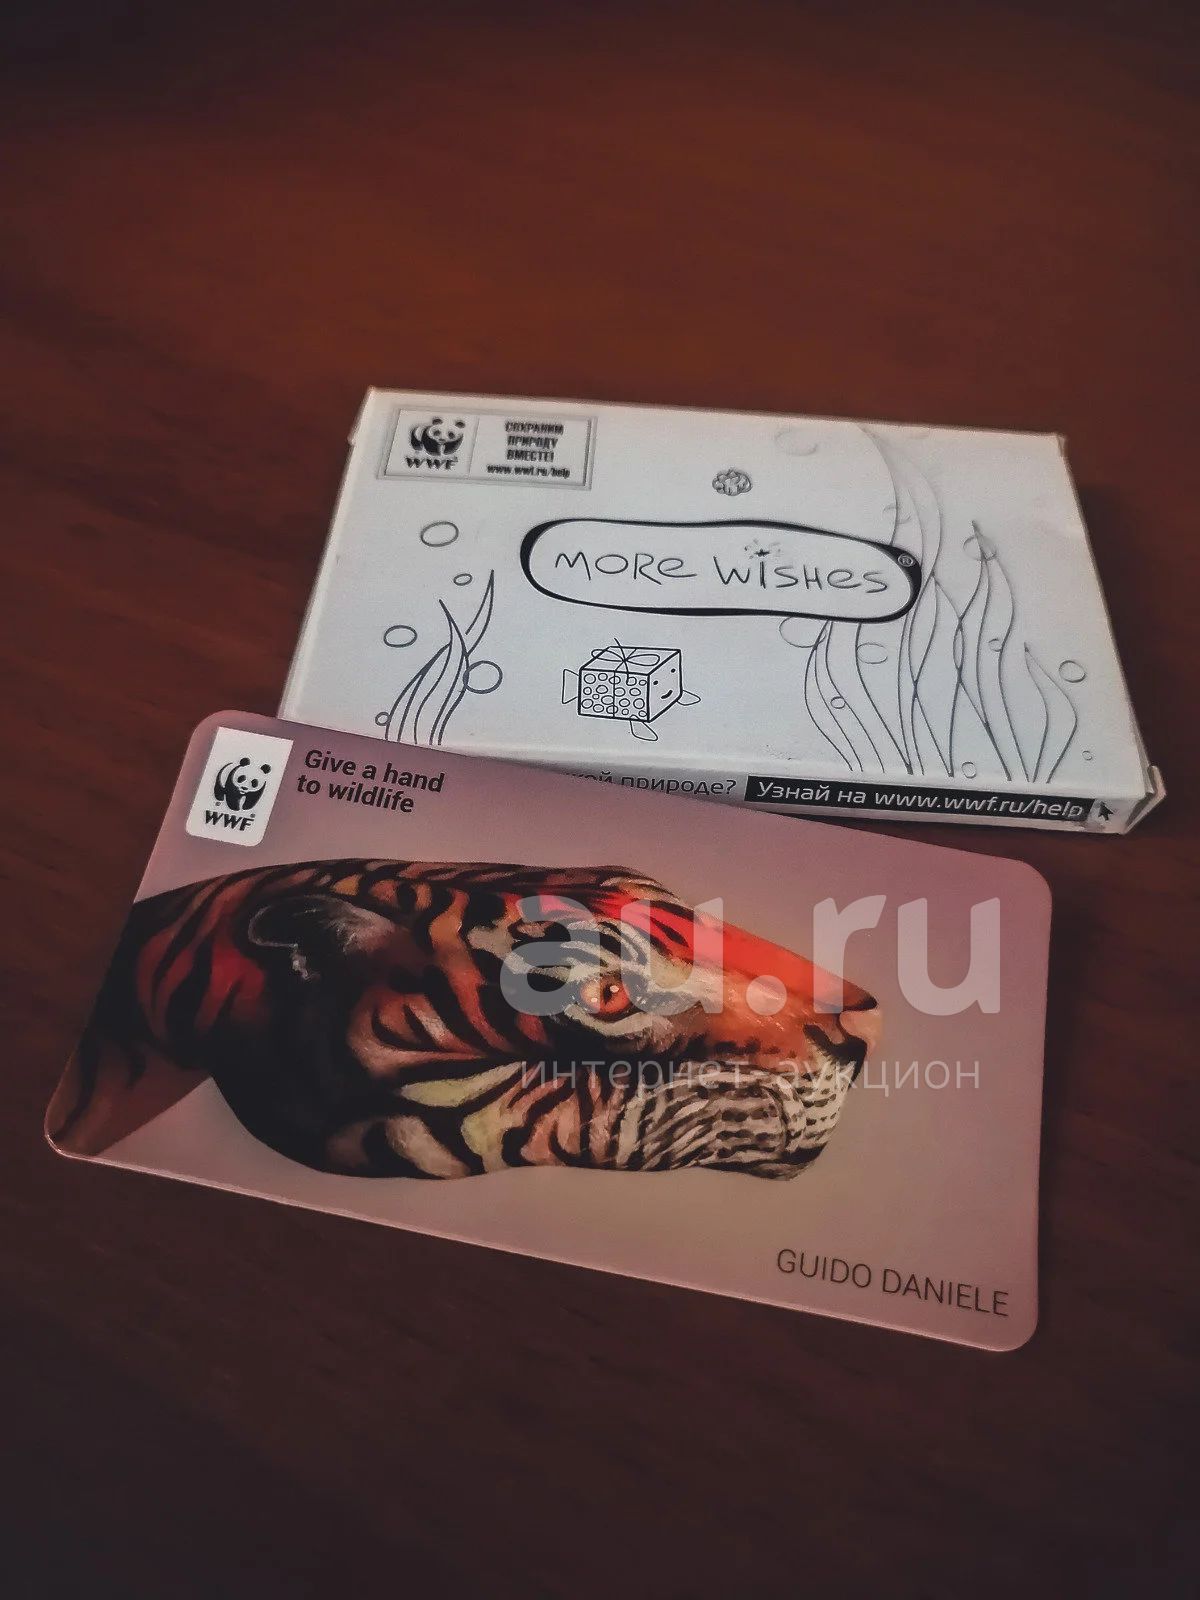 WWF
СОХРАНИМ
ПРИРОДУ
ВМЕСТЕ!
www.wwf.ru/help
MORE WISHES ®
природе? Узнай на www.wwf.ru/help
WWF
Give a hand
to wildlife
au.ru
интернет-аукцион
GUIDO DANIELE